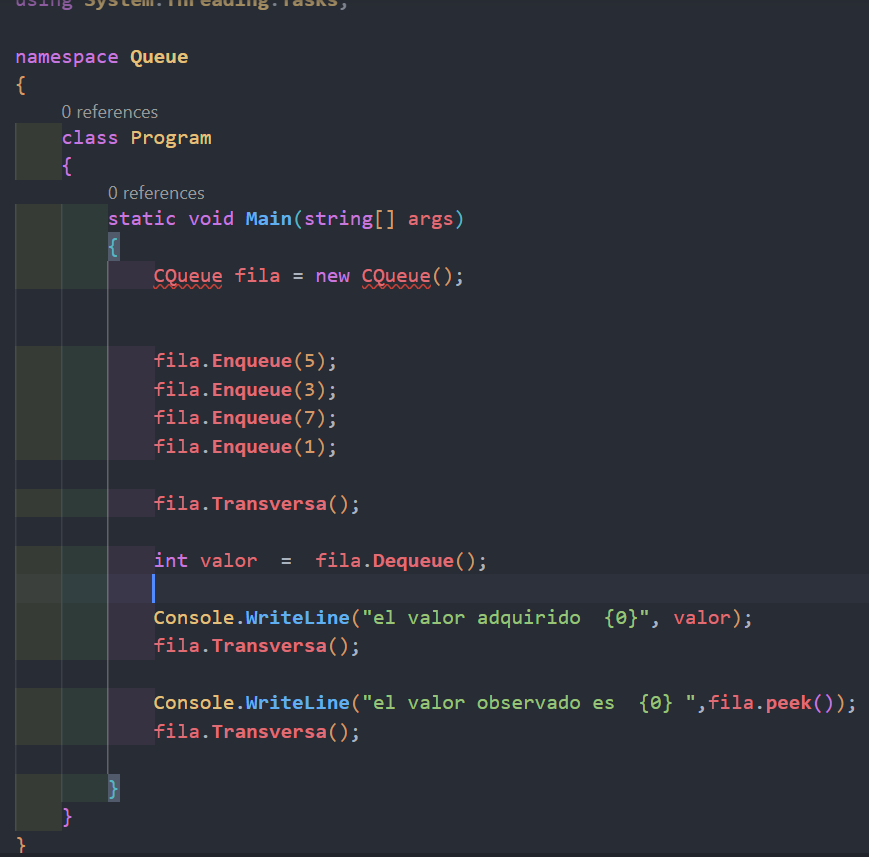 using System.Threading.Tasks;
namespace Queue
{
0 references
class Program
{
0 references
static void Main(string[] args)
{
CQueue fila = new CQueue();
fila.Enqueue(5);
fila.Enqueue(3);
fila.Enqueue(7);
fila.Enqueue(1);
fila.Transversa();
int valor  =  fila.Dequeue();
Console.WriteLine("el valor adquirido  {0}", valor);
fila.Transversa();
Console.WriteLine("el valor observado es  {0} ",fila.peek());
fila.Transversa();
}
}
}